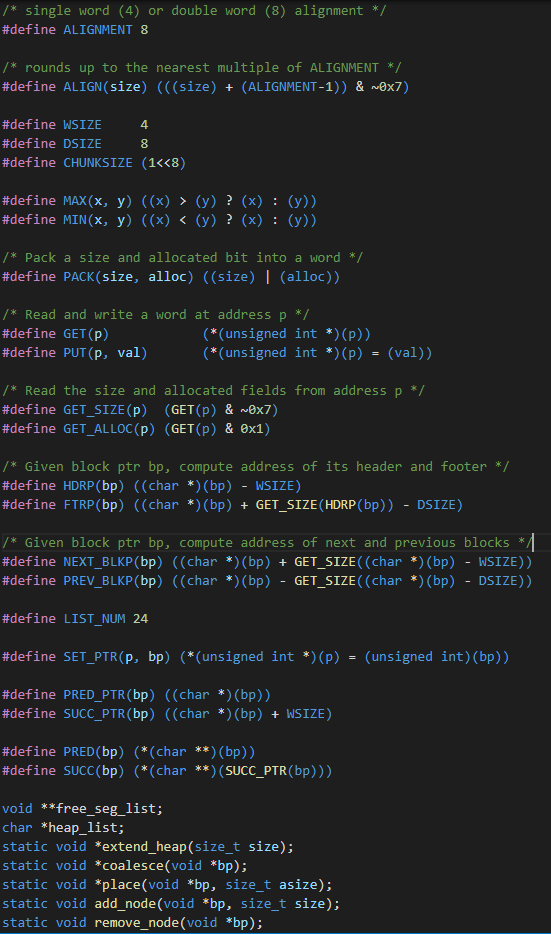 /* single word (4) or double word (8) alignment */
#define ALIGNMENT 8
/* rounds up to the nearest multiple of ALIGNMENT */
#define ALIGN(size) (((size) + (ALIGNMENT-1)) & ~0x7)
#define WSIZE     4
#define DSIZE     8
#define CHUNKSIZE (1<<8)
#define MAX(x, y) ((x) > (y) ? (x) : (y))
#define MIN(x, y) ((x) < (y) ? (x) : (y))
/* Pack a size and allocated bit into a word */
#define PACK(size, alloc) ((size) | (alloc))
/* Read and write a word at address p */
#define GET(p)            (*(unsigned int *)(p))
#define PUT(p, val)       (*(unsigned int *)(p) = (val))
/* Read the size and allocated fields from address p */
#define GET_SIZE(p)  (GET(p) & ~0x7)
#define GET_ALLOC(p) (GET(p) & 0x1)
/* Given block ptr bp, compute address of its header and footer */
#define HDRP(bp) ((char *)(bp) - WSIZE)
#define FTRP(bp) ((char *)(bp) + GET_SIZE(HDRP(bp)) - DSIZE)
/* Given block ptr bp, compute address of next and previous blocks */
#define NEXT_BLKP(bp) ((char *)(bp) + GET_SIZE((char *)(bp) - WSIZE))
#define PREV_BLKP(bp) ((char *)(bp) - GET_SIZE((char *)(bp) - DSIZE))
#define LIST_NUM 24
#define SET_PTR(p, bp) (*(unsigned int *)(p) = (unsigned int)(bp))
#define PRED_PTR(bp) ((char *)(bp))
#define SUCC_PTR(bp) ((char *)(bp) + WSIZE)
#define PRED(bp) (*(char **)(bp))
#define SUCC(bp) (*(char **)(SUCC_PTR(bp)))
void **free_seg_list;
char *heap_list;
static void *extend_heap(size_t size);
static void *coalesce(void *bp);
static void *place(void *bp, size_t asize);
static void add_node(void *bp, size_t size);
static void remove_node(void *bp);